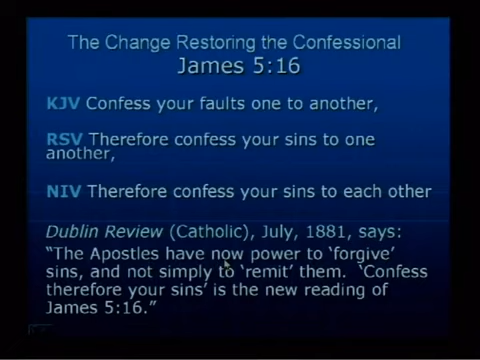 The Change Restoring the Confessional
James 5:16
KJV Confess your faults one to another,
RSV Therefore confess your sins to one
another,
NIV Therefore confess your sins to each other
Dublin Review (Catholic), July, 1881, says:
"The Apostles have now power to ‘forgive’
sins, and not simply to ‘remit’ them. ‘Confess
therefore your sins’ is the new reading of
James 5:16."